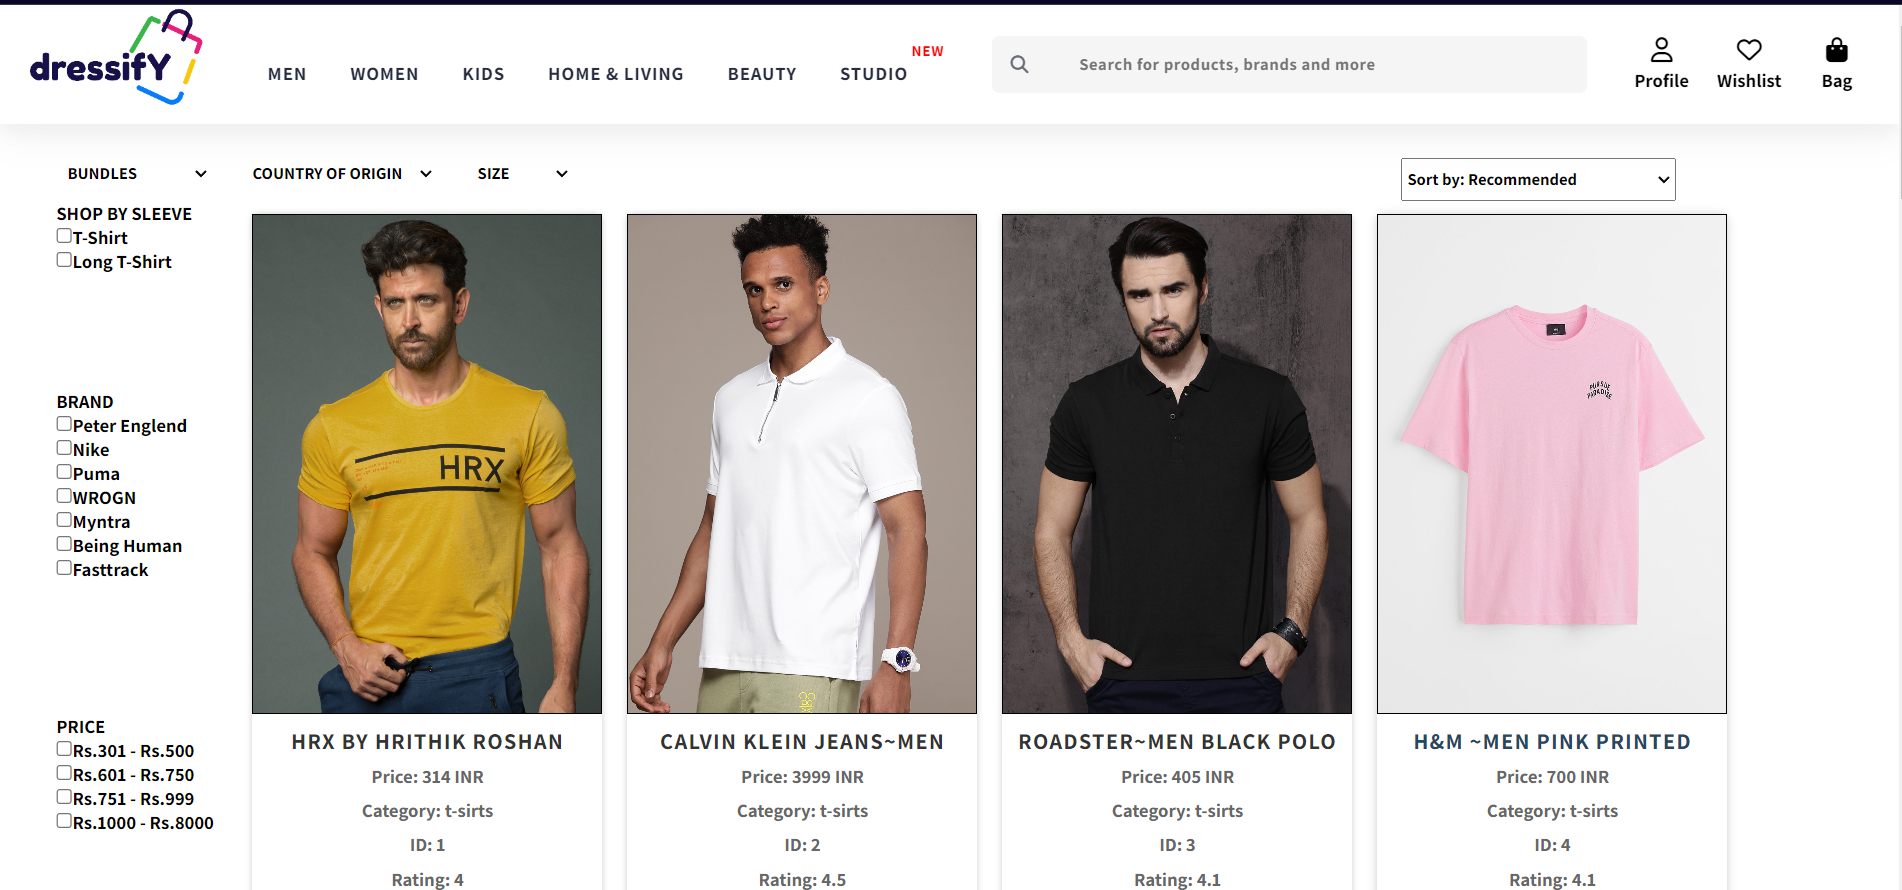 dressifY
MEN
WOMEN
KIDS
HOME & LIVING
BEAUTY
STUDIO
NEW
Search for products, brands and more
Profile
Wishlist
Bag
BUNDLES
COUNTRY OF ORIGIN
SIZE
Sort by: Recommended
SHOP BY SLEEVE
T-Shirt
Long T-Shirt
BRAND
Peter Englend
Nike
Puma
WROGN
Myntra
Being Human
Fasttrack
PRICE
Rs.301 - Rs.500
Rs.601 - Rs.750
Rs.751 - Rs.999
Rs.1000 - Rs.8000
HRX
HRX BY HRITHIK ROSHAN
Price: 314 INR
Category: t-sirts
ID: 1
Rating: 4
CALVIN KLEIN JEANS~MEN
Price: 3999 INR
Category: t-sirts
ID: 2
Rating: 4.5
ROADSTER~MEN BLACK POLO
Price: 405 INR
Category: t-sirts
ID: 3
Rating: 4.1
PURSUE
PARADISE
H&M ~MEN PINK PRINTED
Price: 700 INR
Category: t-sirts
ID: 4
Rating: 4.1